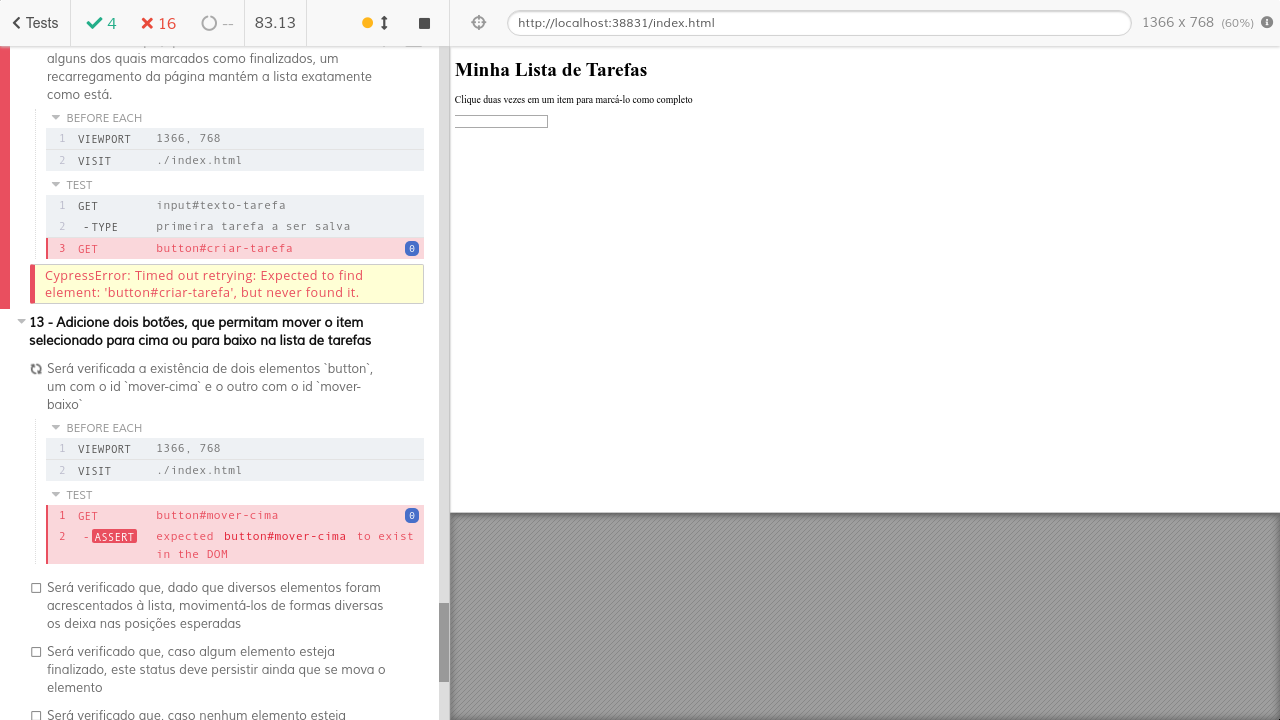 Tests
4
16
--
83.13
http://localhost:38831/index.html
1366 x 768 (60%)
alguns dos quais marcados como finalizados, um
recarregamento da página mantém a lista exatamente
como está.
BEFORE EACH
1 VIEWPORT 1366, 768
2 VISIT ./index.html
TEST
1 GET input#texto-tarefa
2 -TYPE primeira tarefa a ser salva
3 GET button#criar-tarefa 0
CypressError: Timed out retrying: Expected to find
element: 'button#criar-tarefa', but never found it.
13 - Adicione dois botões, que permitam mover o item
selecionado para cima ou para baixo na lista de tarefas
Será verificada a existência de dois elementos `button`,
um com o id `mover-cima` e o outro com o id `mover-
baixo`
BEFORE EACH
1 VIEWPORT 1366, 768
2 VISIT ./index.html
TEST
1 GET button#mover-cima 0
2 -ASSERT expected button#mover-cima to exist
in the DOM
Será verificado que, dado que diversos elementos foram
acrescentados à lista, movimentá-los de formas diversas
os deixa nas posições esperadas
Será verificado que, caso algum elemento esteja
finalizado, este status deve persistir ainda que se mova o
elemento
Será verificado que, caso nenhum elemento esteja
Minha Lista de Tarefas
Clique duas vezes em um item para marcá-lo como completo